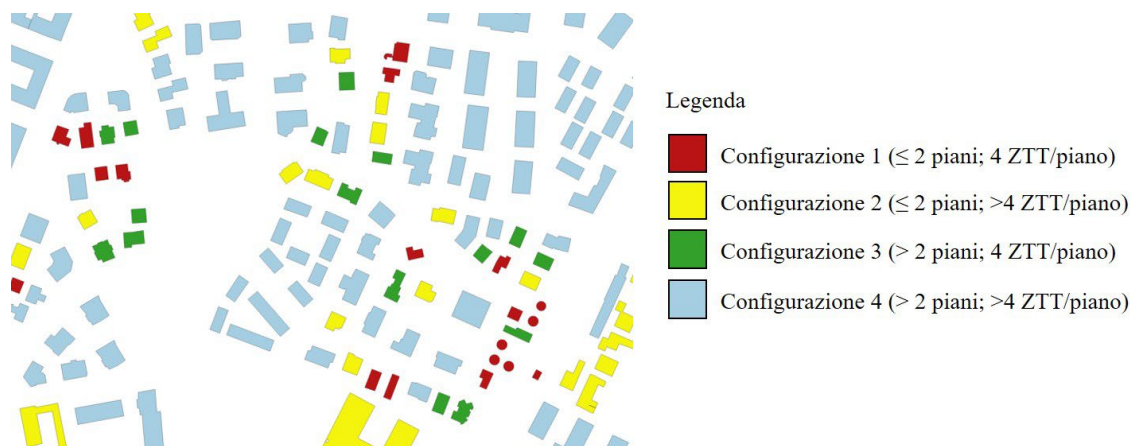 Legenda
Configurazione 1 (≤ 2 piani; 4 ZTT/piano)
Configurazione 2 (≤ 2 piani; >4 ZTT/piano)
Configurazione 3 (> 2 piani; 4 ZTT/piano)
Configurazione 4 (> 2 piani; >4 ZTT/piano)